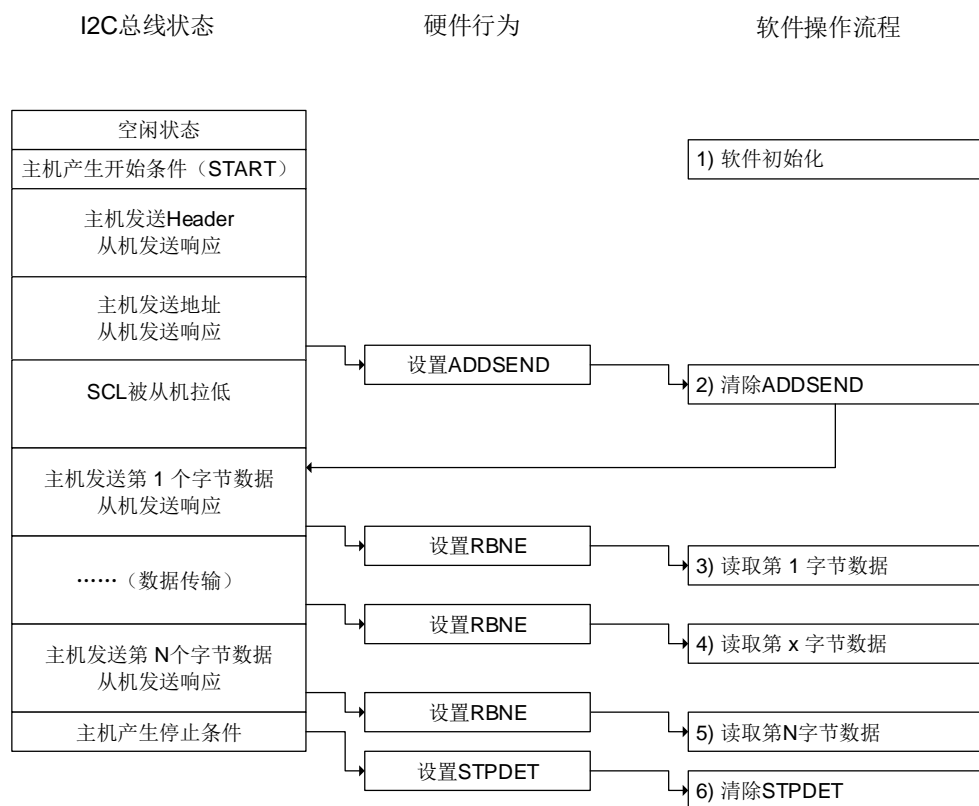 I2C总线状态
硬件行为
软件操作流程
空闲状态
主机产生开始条件（START）
1) 软件初始化
主机发送Header
从机发送响应
主机发送地址
从机发送响应
设置ADDSEND
2) 清除ADDSEND
SCL被从机拉低
主机发送第 1 个字节数据
从机发送响应
设置RBNE
3) 读取第 1 字节数据
……（数据传输）
设置RBNE
4) 读取第 x 字节数据
主机发送第 N个字节数据
从机发送响应
设置RBNE
5) 读取第N字节数据
主机产生停止条件
设置STPDET
6) 清除STPDET